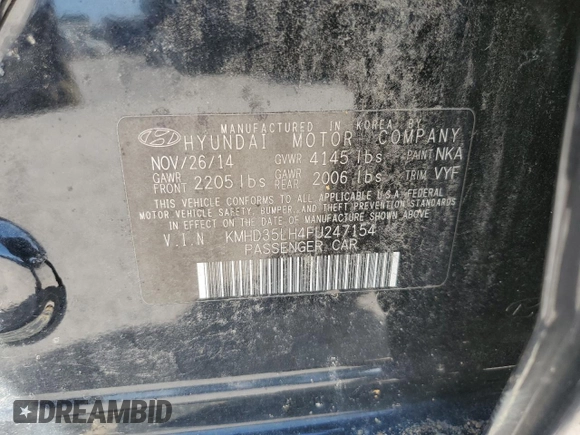 MANUFACTURED IN KOREA BY
HYUNDAI MOTOR COMPANY
NOV/26/14 GVWR 4145 lbs PAINT NKA
GAWR FRONT 2205 lbs GAWR REAR 2006 lbs TRIM VYF
THIS VEHICLE CONFORMS TO ALL APPLICABLE U.S.A. FEDERAL
MOTOR VEHICLE SAFETY, BUMPER, AND THEFT PREVENTION STANDARDS
IN EFFECT ON THE DATE OF MANUFACTURE SHOWN ABOVE.
V.I.N KMHD35LH4FU247154
PASSENGER CAR
DREAMBID